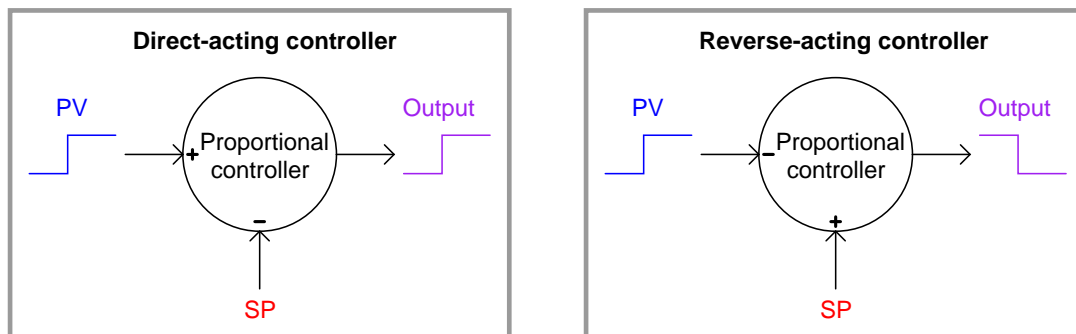 Direct-acting controller
PV
Output
+
Proportional
controller
−
SP
Reverse-acting controller
PV
Output
−
Proportional
controller
+
SP